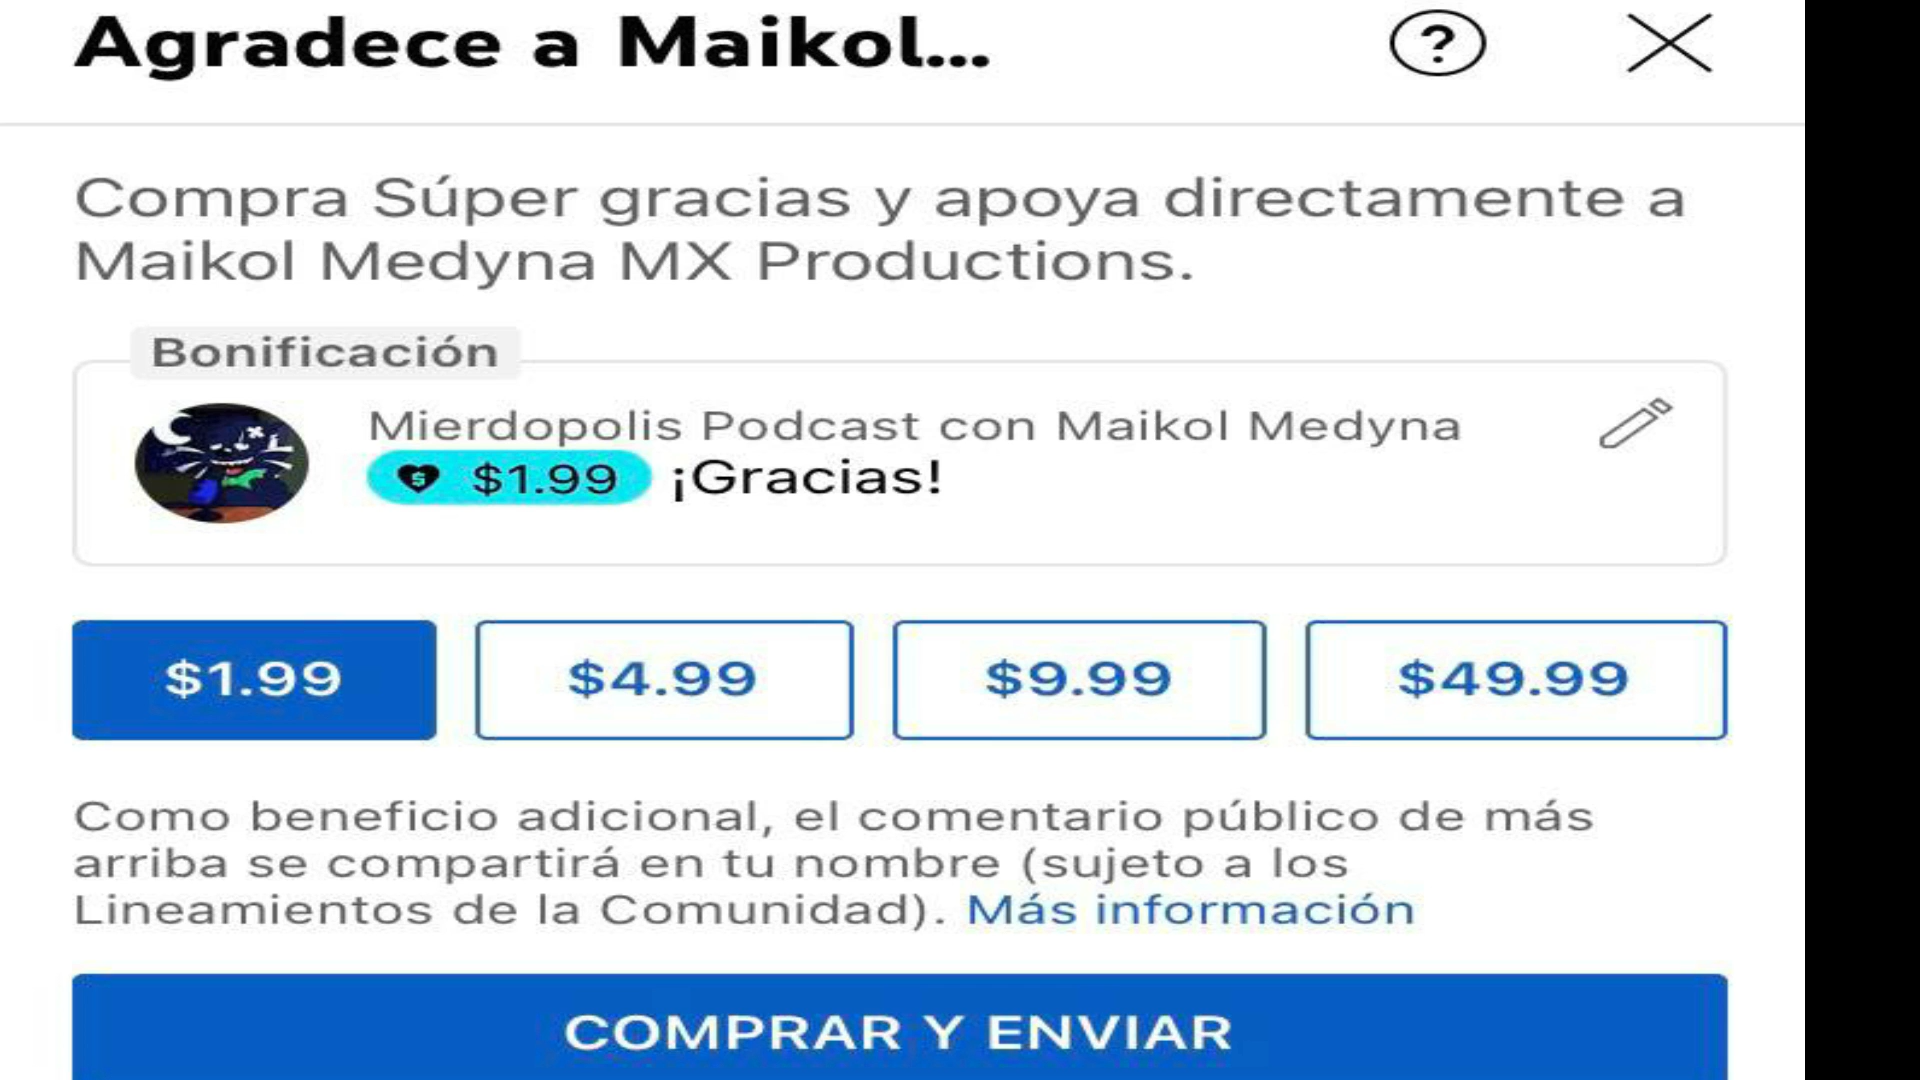 Agradece a Maikol...
Compra Súper gracias y apoya directamente a
Maikol Medyna MX Productions.
Bonificación
Mierdopolis Podcast con Maikol Medyna
$1.99 ¡Gracias!
$1.99 $4.99 $9.99 $49.99
Como beneficio adicional, el comentario público de más
arriba se compartirá en tu nombre (sujeto a los
Lineamientos de la Comunidad). Más información
COMPRAR Y ENVIAR